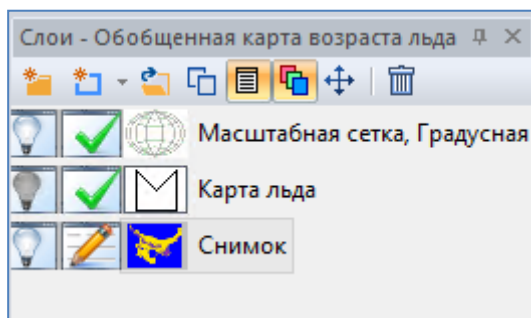 Слои - Обобщенная карта возраста льда
Масштабная сетка, Градусная
Карта льда
Снимок